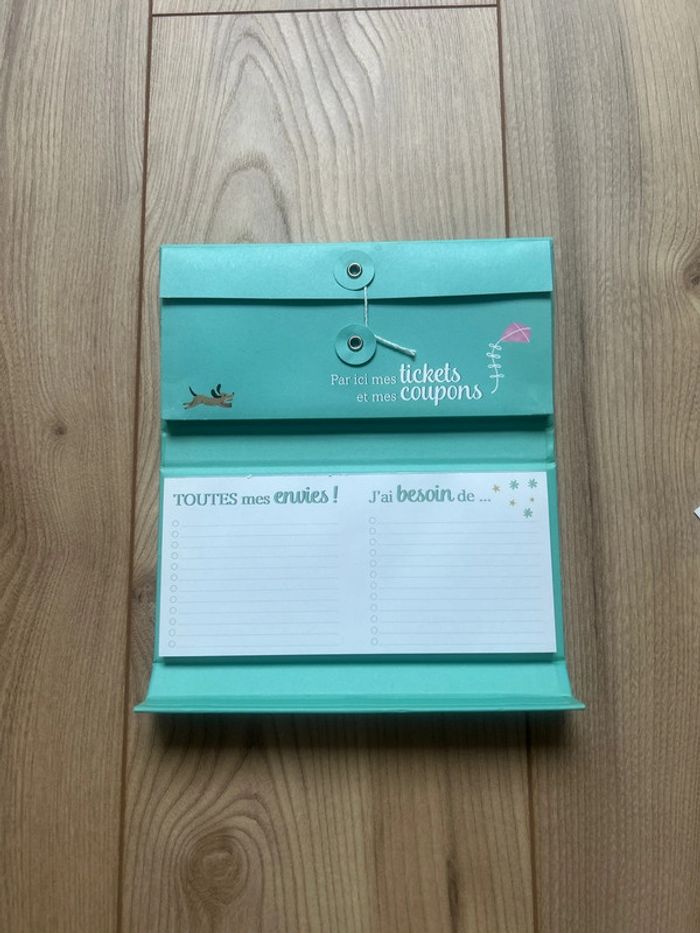 Par ici mes tickets
et mes coupons
TOUTES mes envies !
J'ai besoin de ...